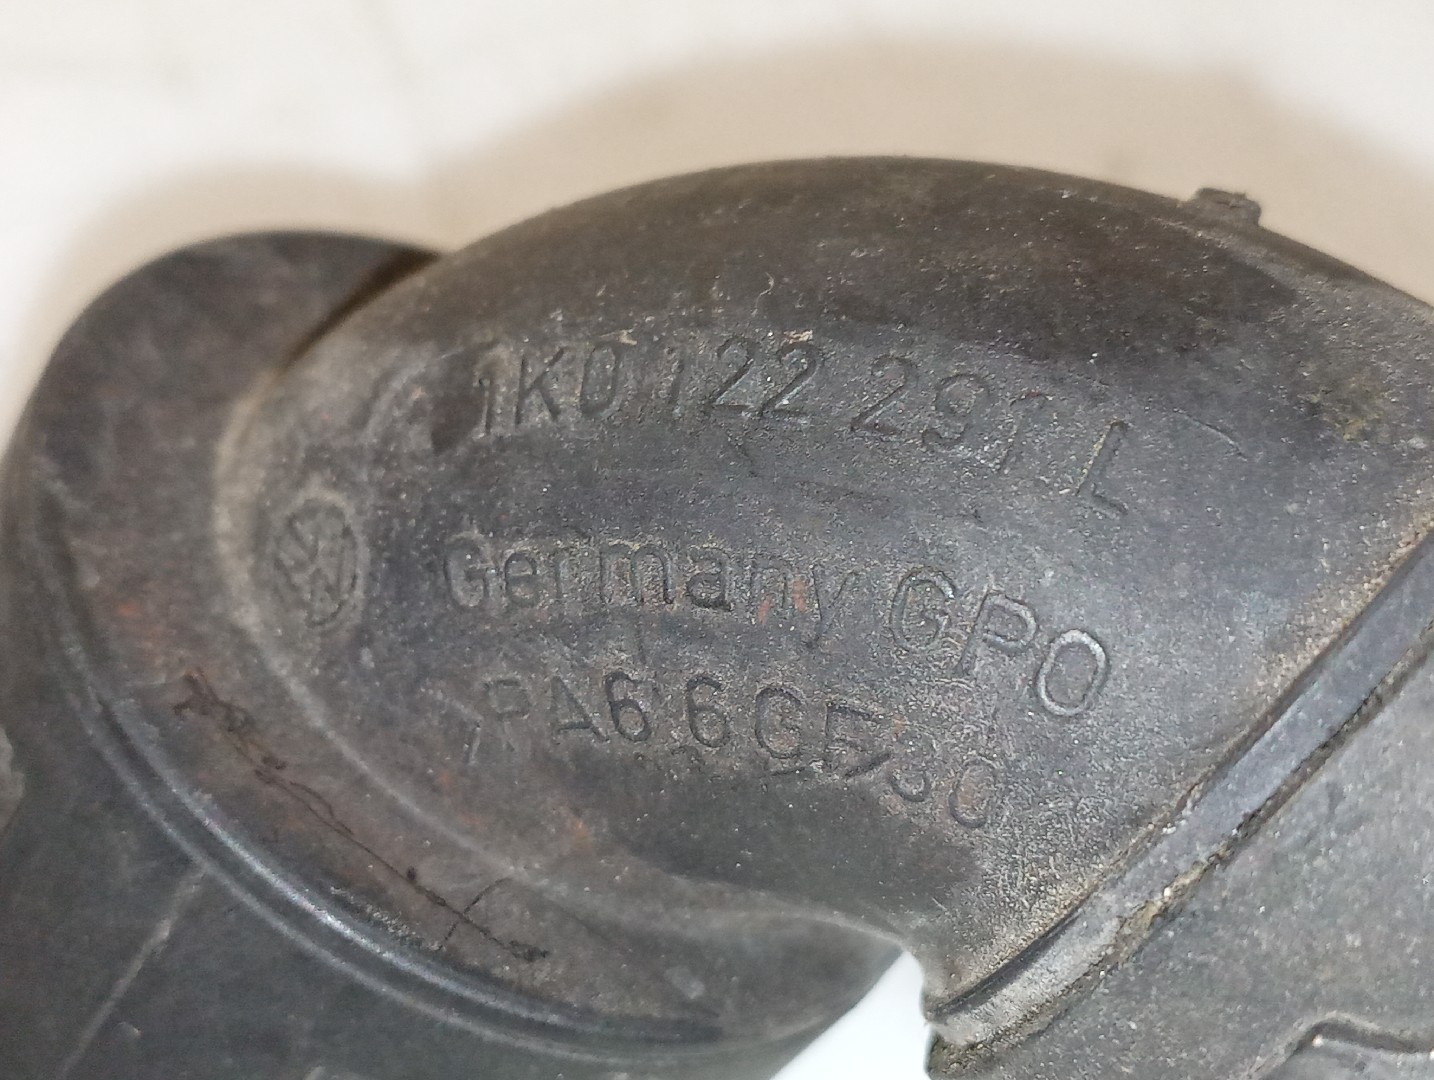 1K0 122 291 L
Germany GPO
>PA66GF30